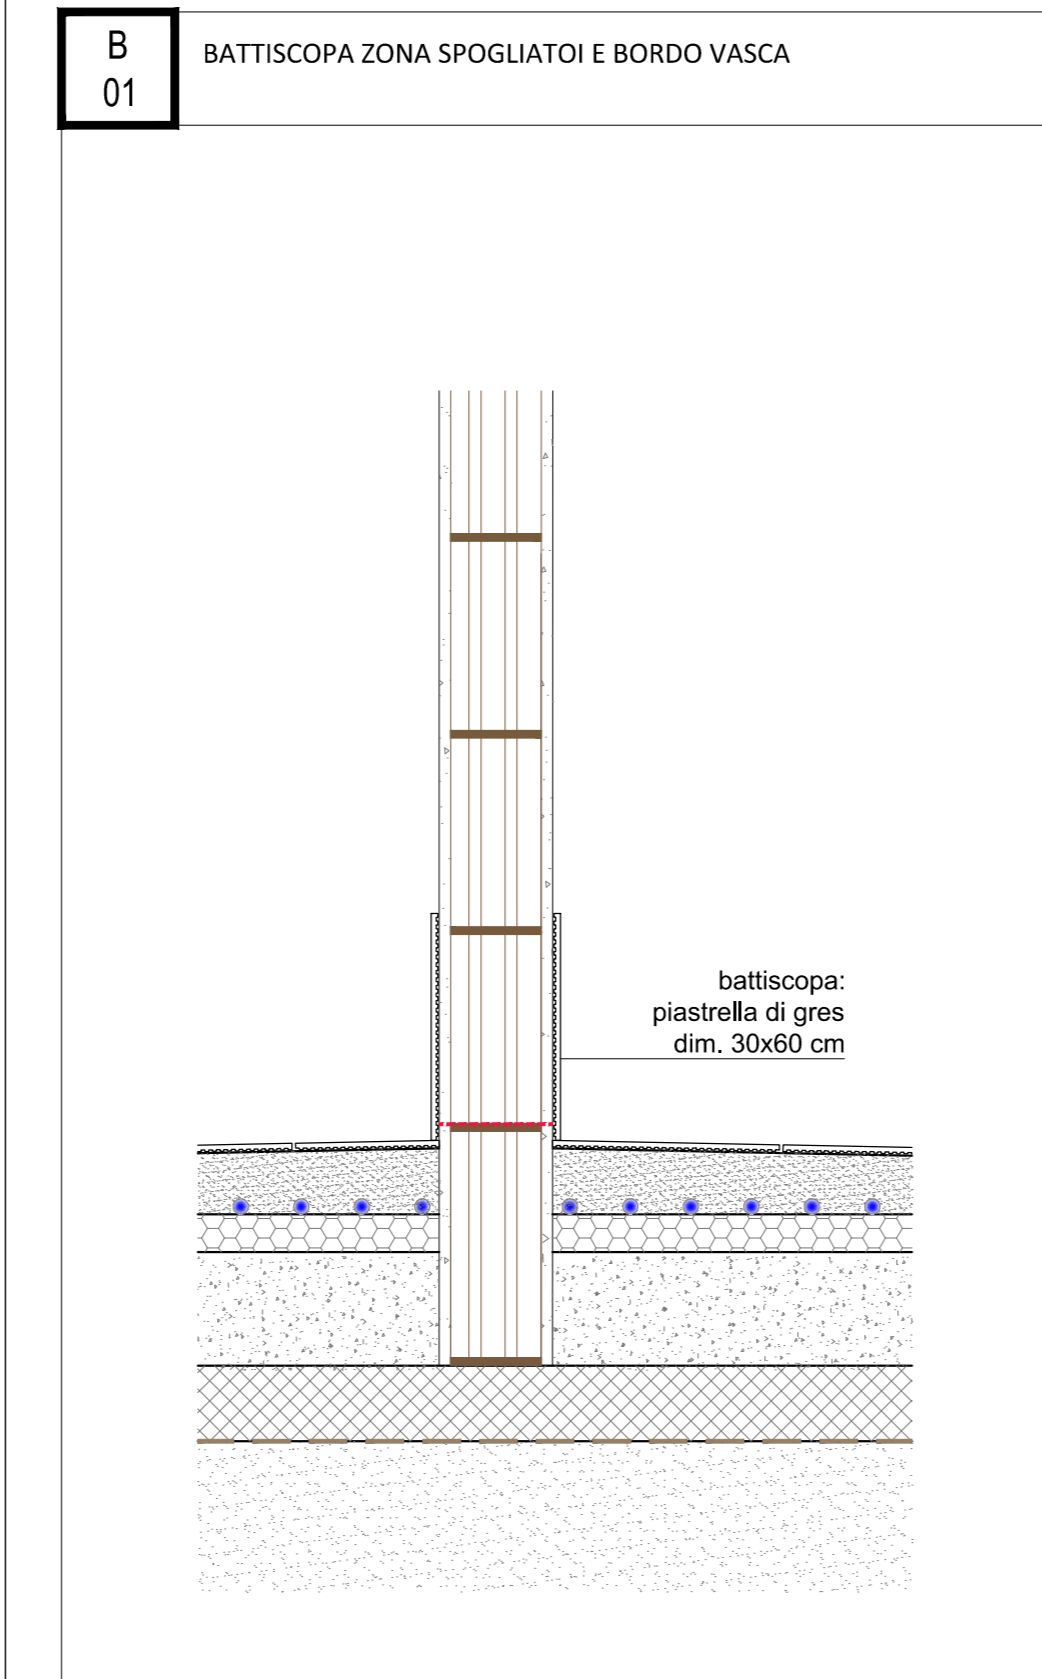 B
01
BATTISCOPA ZONA SPOGLIATOI E BORDO VASCA
battiscopa:
piastrella di gres
dim. 30x60 cm